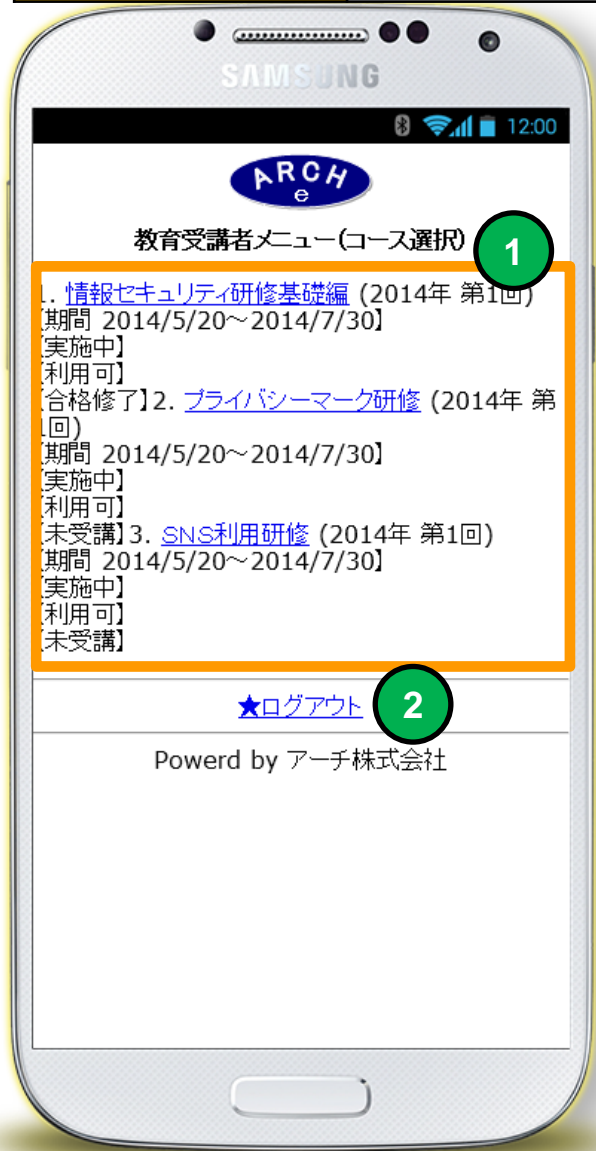 SAMSUNG
12:00
ARCH
e
教育受講者メニュー(コース選択)
1
1. 情報セキュリティ研修基礎編 (2014年 第1回)
【期間 2014/5/20～2014/7/30】
【実施中】
【利用可】
【合格修了】2. プライバシーマーク研修 (2014年 第
1回)
【期間 2014/5/20～2014/7/30】
【実施中】
【利用可】
【未受講】3. SNS利用研修 (2014年 第1回)
【期間 2014/5/20～2014/7/30】
【実施中】
【利用可】
【未受講】
★ログアウト
2
Powerd by アーチ株式会社